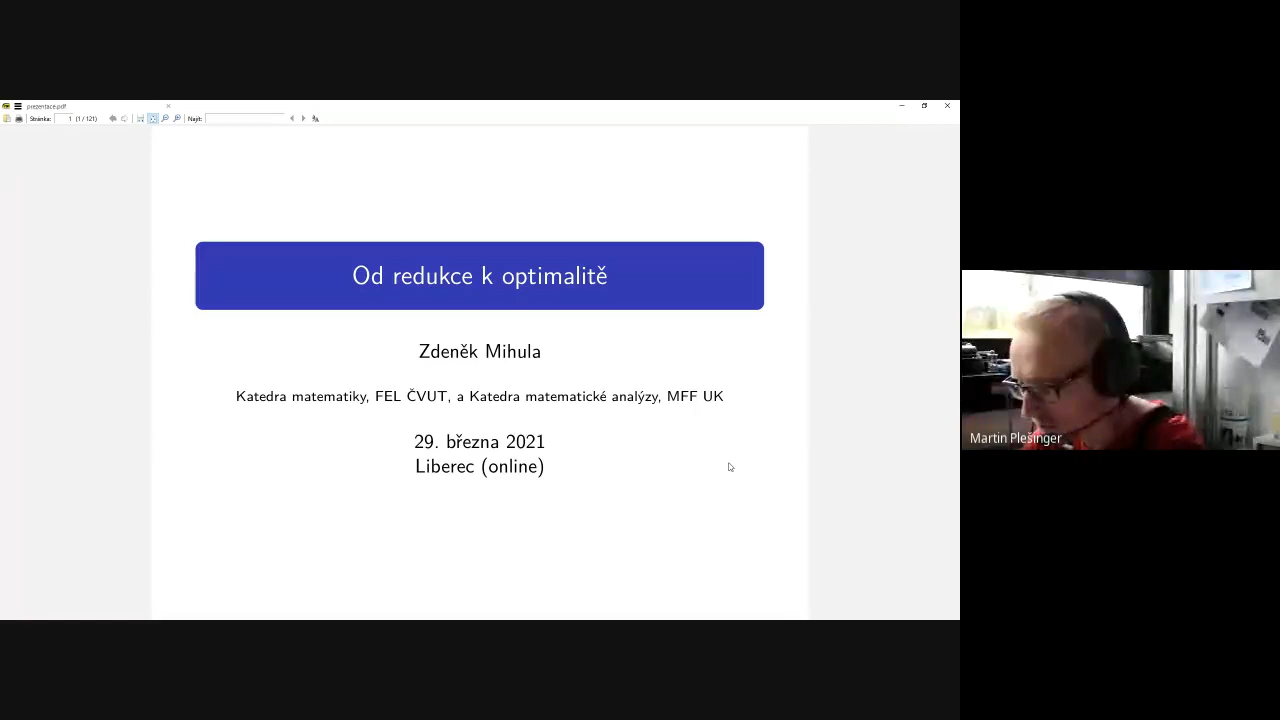 prezentace.pdf
Stránka: 1 (1 / 121) Najít:
Od redukce k optimalitě
Zdeněk Mihula
Katedra matematiky, FEL ČVUT, a Katedra matematické analýzy, MFF UK
29. března 2021
Liberec (online)
Martin Plešinger